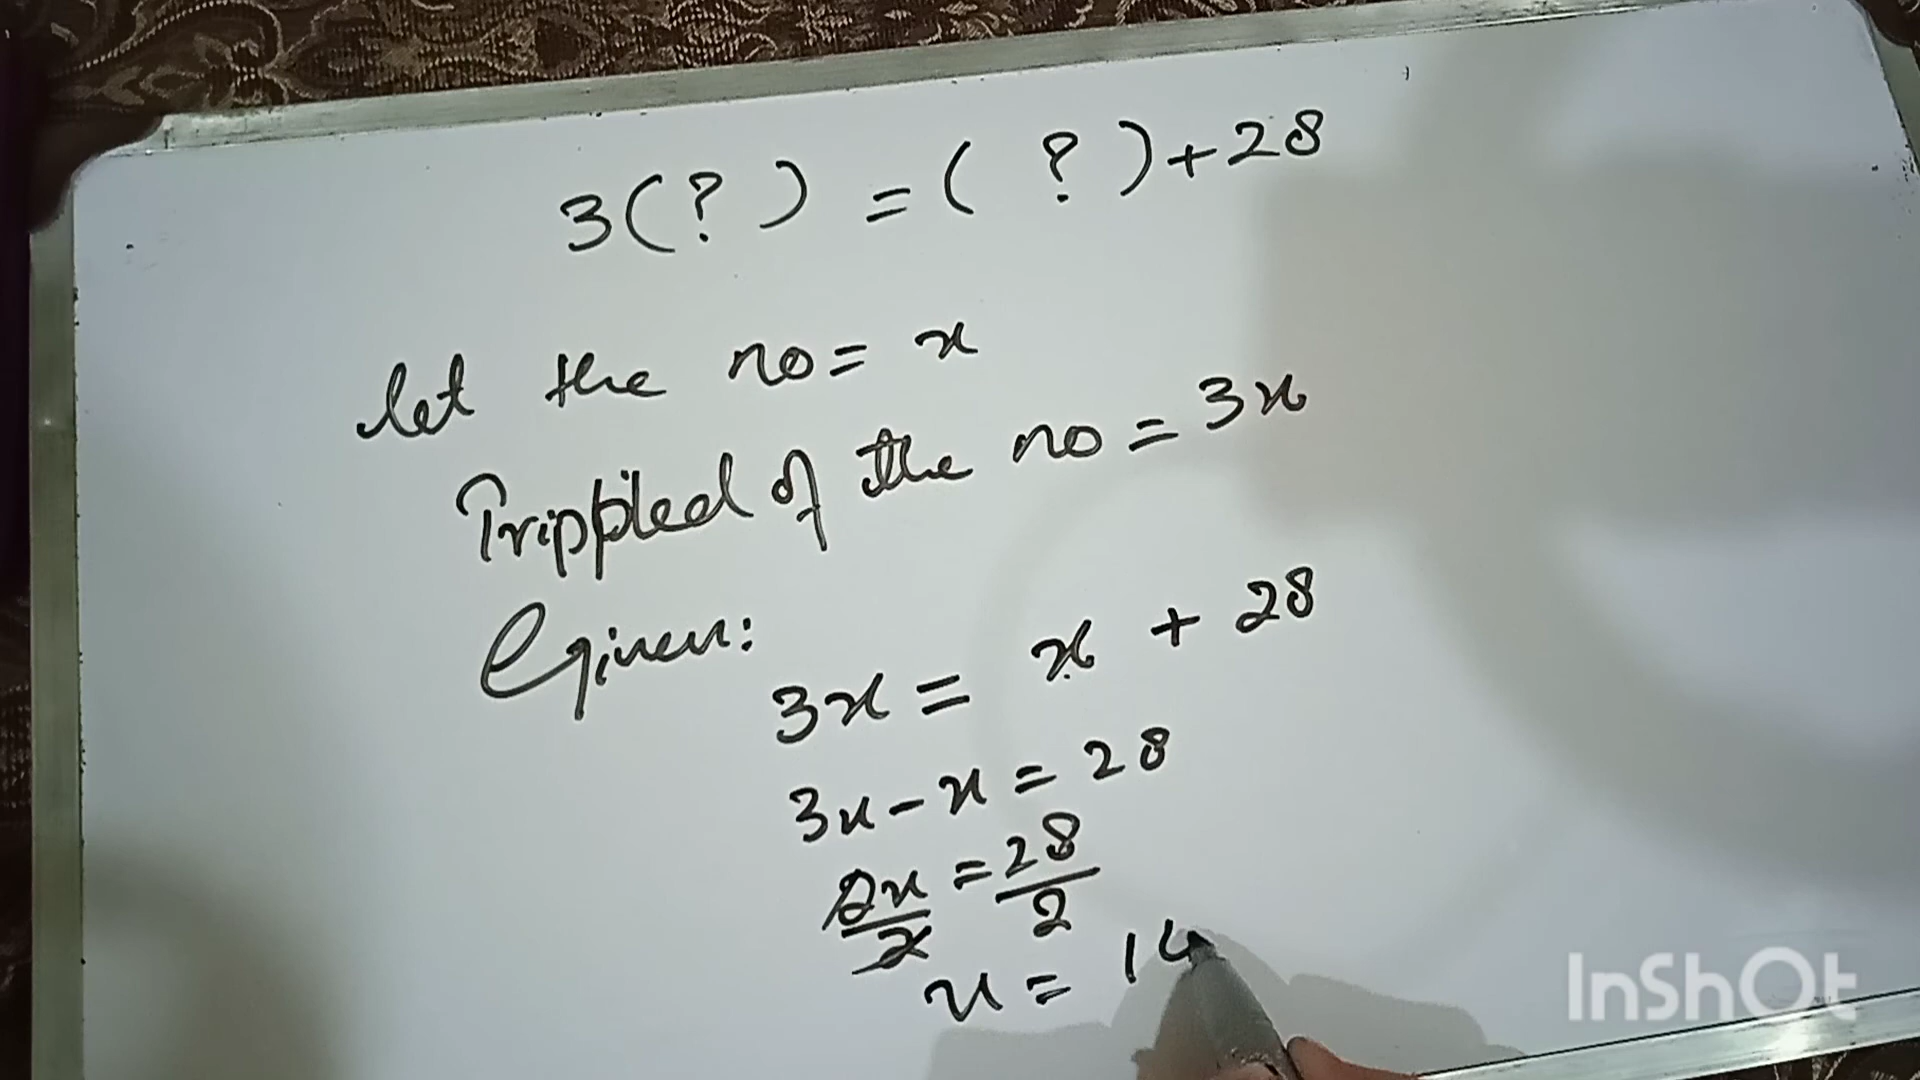 3(?) = ( ? )+28
let the no= x
Trippled of the no = 3x
Given:
3x = x + 28
3x-x = 28
2x/2 = 28/2
x = 14
InShOt